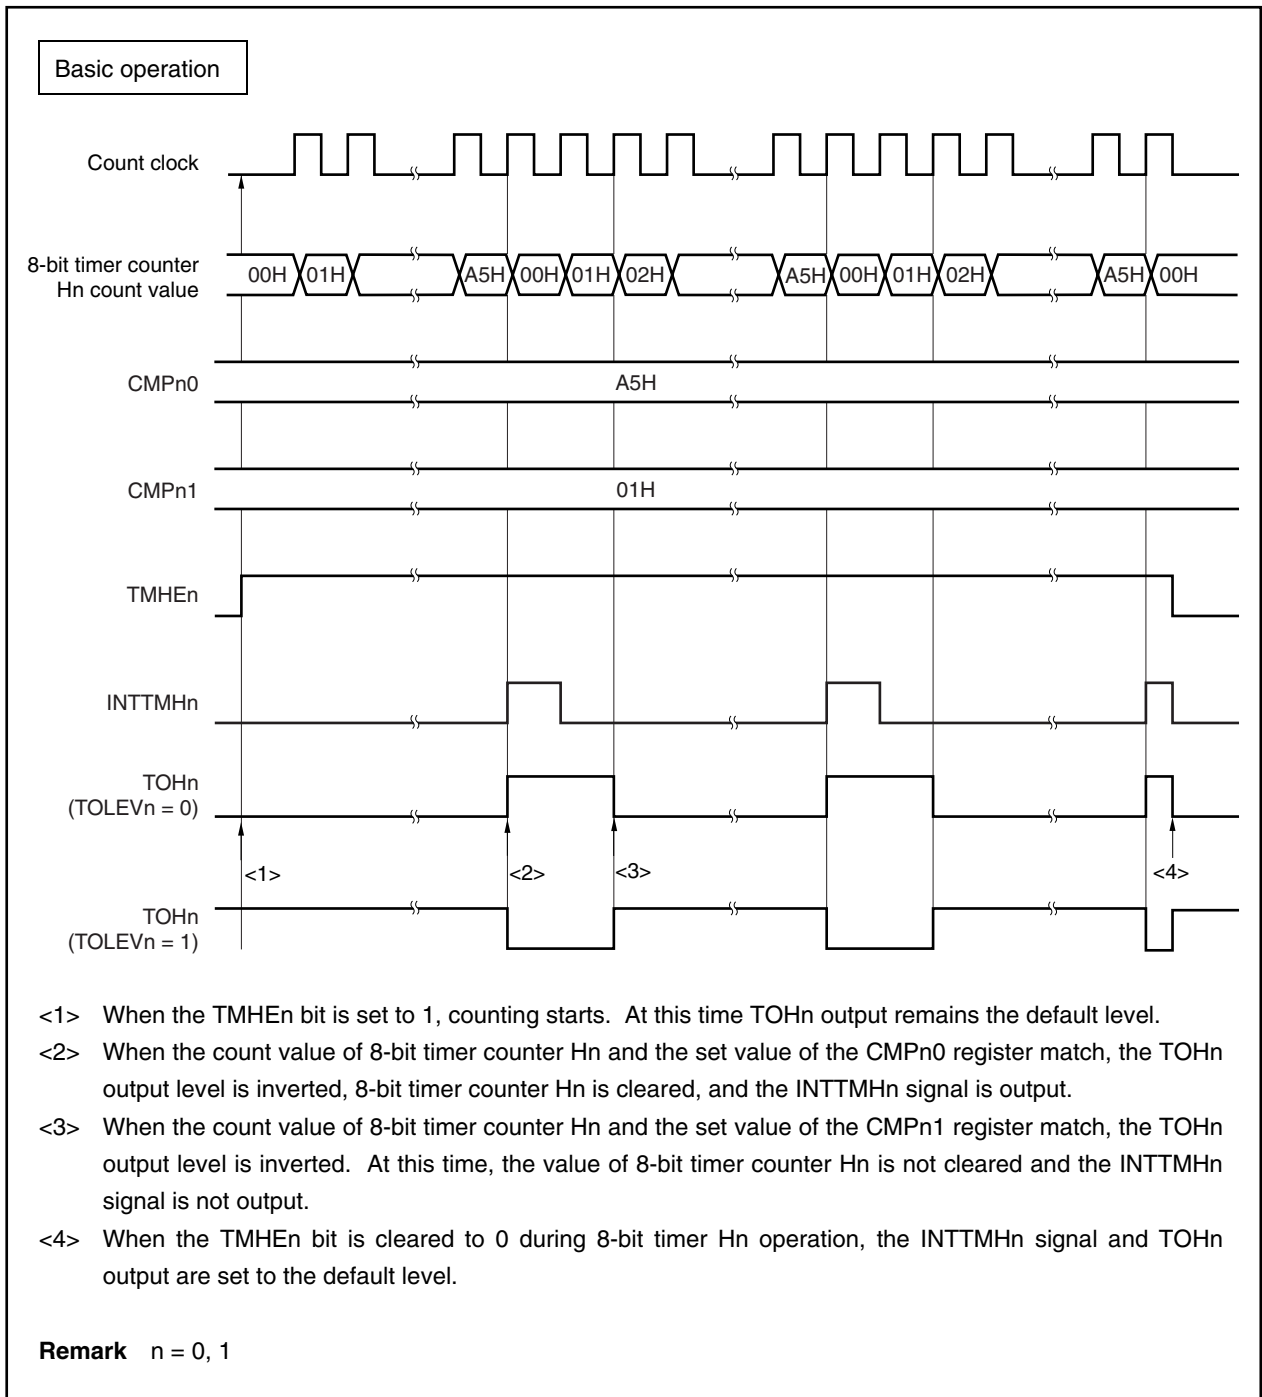 Basic operation
Count clock
8-bit timer counter
Hn count value
00H 01H A5H 00H 01H 02H A5H 00H 01H 02H A5H 00H
CMPn0
A5H
CMPn1
01H
TMHEn
INTTMHn
TOHn
(TOLEVn = 0)
<1> <2> <3> <4>
TOHn
(TOLEVn = 1)
<1> When the TMHEn bit is set to 1, counting starts. At this time TOHn output remains the default level.
<2> When the count value of 8-bit timer counter Hn and the set value of the CMPn0 register match, the TOHn
output level is inverted, 8-bit timer counter Hn is cleared, and the INTTMHn signal is output.
<3> When the count value of 8-bit timer counter Hn and the set value of the CMPn1 register match, the TOHn
output level is inverted. At this time, the value of 8-bit timer counter Hn is not cleared and the INTTMHn
signal is not output.
<4> When the TMHEn bit is cleared to 0 during 8-bit timer Hn operation, the INTTMHn signal and TOHn
output are set to the default level.
Remark n = 0, 1